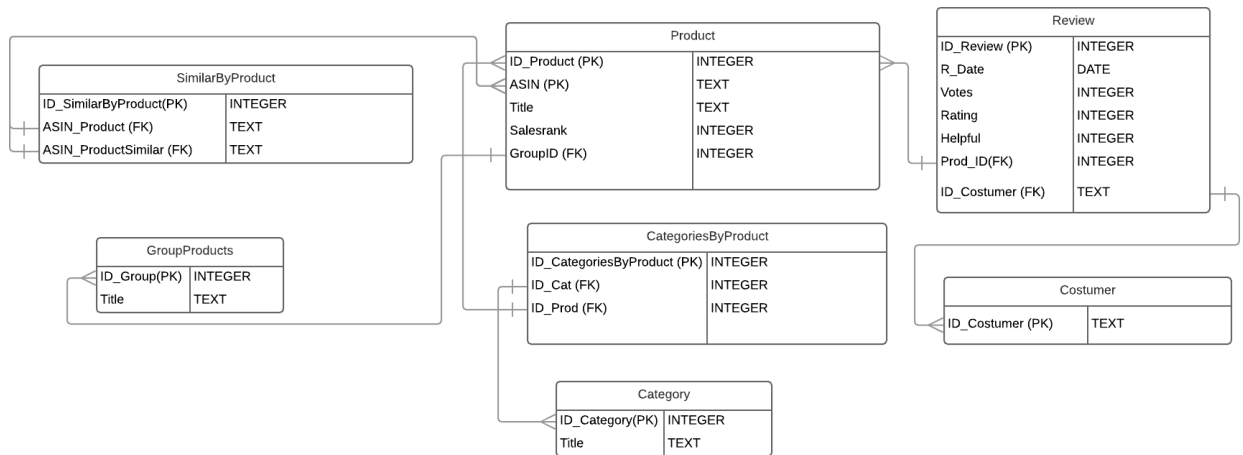 SimilarByProduct
ID_SimilarByProduct(PK) INTEGER
ASIN_Product (FK) TEXT
ASIN_ProductSimilar (FK) TEXT
Product
ID_Product (PK) INTEGER
ASIN (PK) TEXT
Title TEXT
Salesrank INTEGER
GroupID (FK) INTEGER
Review
ID_Review (PK) INTEGER
R_Date DATE
Votes INTEGER
Rating INTEGER
Helpful INTEGER
Prod_ID(FK) INTEGER
ID_Costumer (FK) TEXT
GroupProducts
ID_Group(PK) INTEGER
Title TEXT
CategoriesByProduct
ID_CategoriesByProduct (PK) INTEGER
ID_Cat (FK) INTEGER
ID_Prod (FK) INTEGER
Costumer
ID_Costumer (PK) TEXT
Category
ID_Category(PK) INTEGER
Title TEXT